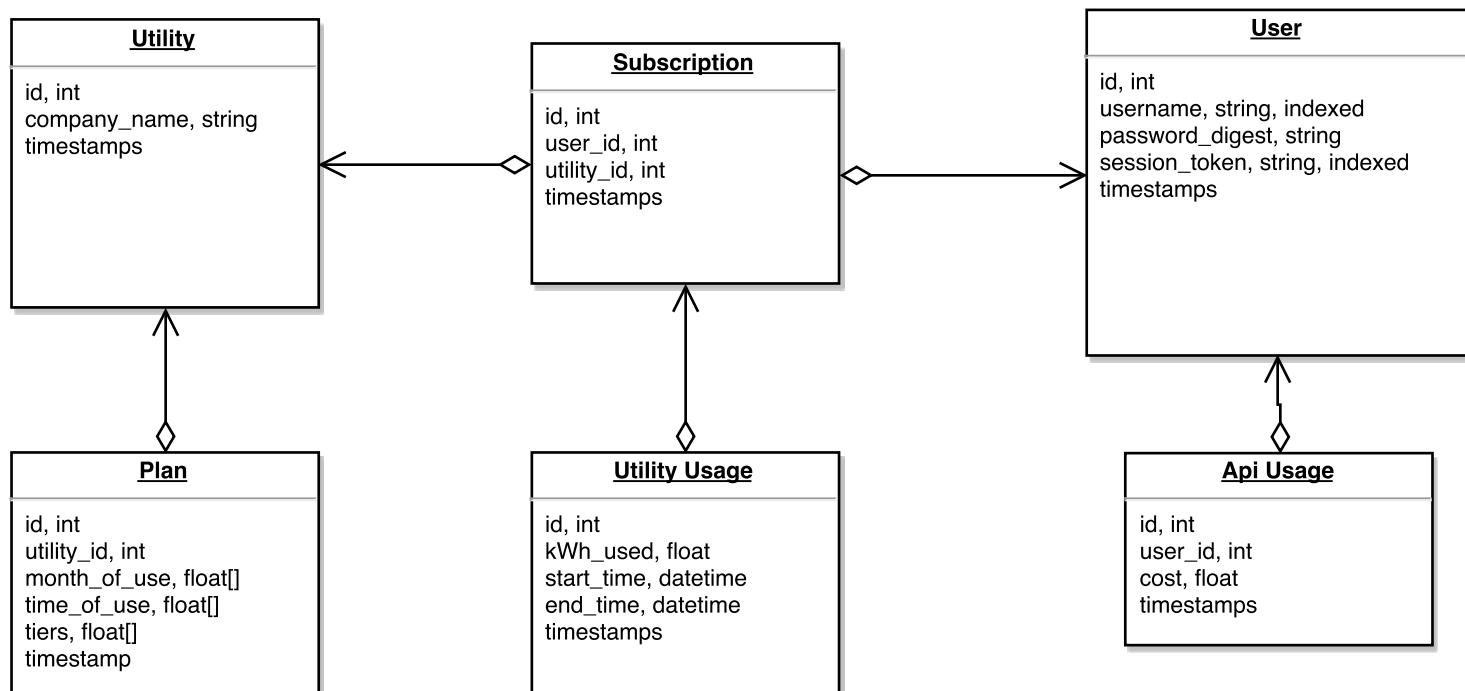 Utility
id, int
company_name, string
timestamps
Subscription
id, int
user_id, int
utility_id, int
timestamps
User
id, int
username, string, indexed
password_digest, string
session_token, string, indexed
timestamps
Plan
id, int
utility_id, int
month_of_use, float[]
time_of_use, float[]
tiers, float[]
timestamp
Utility Usage
id, int
kWh_used, float
start_time, datetime
end_time, datetime
timestamps
Api Usage
id, int
user_id, int
cost, float
timestamps